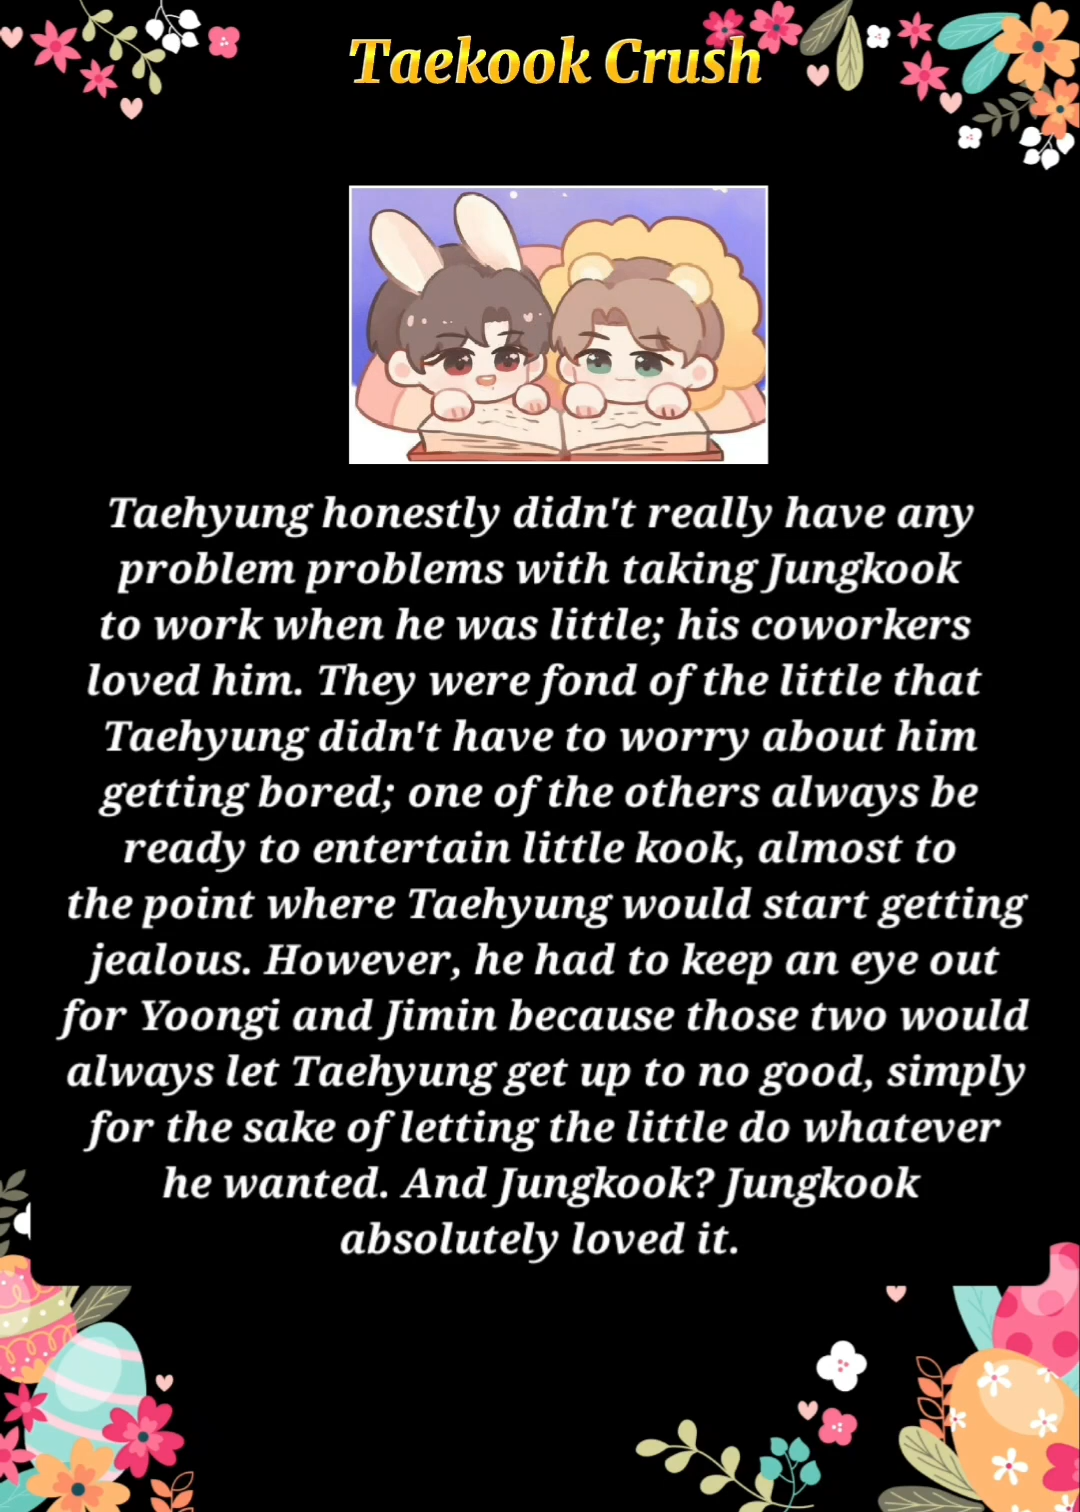 Taekook Crush
Taehyung honestly didn't really have any
problem problems with taking Jungkook
to work when he was little; his coworkers
loved him. They were fond of the little that
Taehyung didn't have to worry about him
getting bored; one of the others always be
ready to entertain little kook, almost to
the point where Taehyung would start getting
jealous. However, he had to keep an eye out
for Yoongi and Jimin because those two would
always let Taehyung get up to no good, simply
for the sake of letting the little do whatever
he wanted. And Jungkook? Jungkook
absolutely loved it.